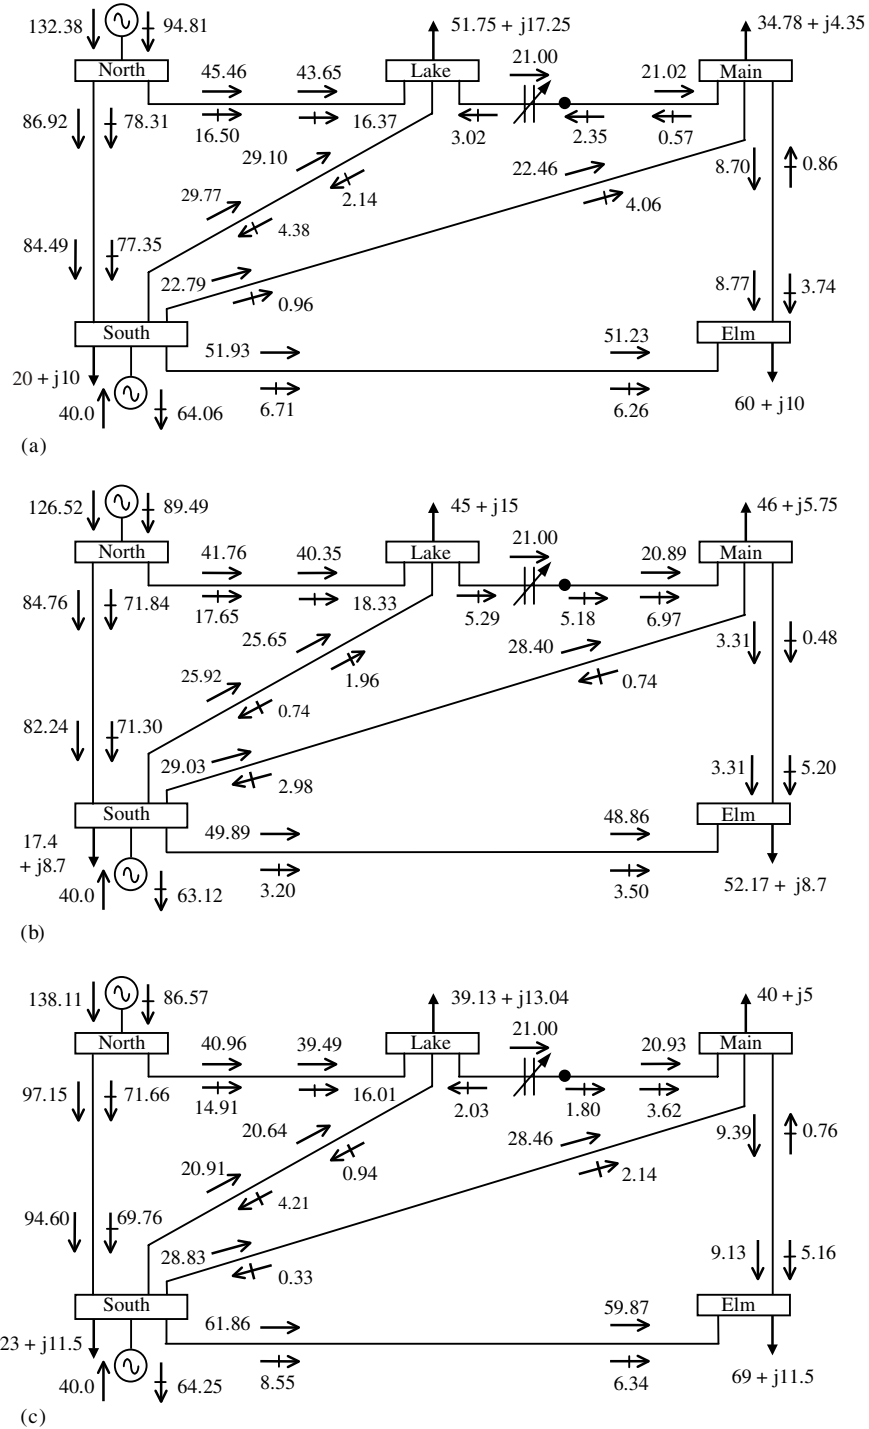 132.38 94.81 51.75 + j17.25 34.78 + j4.35
North 45.46 43.65 Lake 21.00 21.02 Main
86.92 78.31 16.50 16.37 3.02 2.35 0.57
29.10 22.46 8.70 0.86
29.77 2.14 4.06
4.38
84.49 77.35 22.79 0.96 8.77 3.74
South 51.93 51.23 Elm
20 + j10 6.71 6.26 60 + j10
40.0 64.06
(a)
126.52 89.49 45 + j15 46 + j5.75
North 41.76 40.35 Lake 21.00 20.89 Main
84.76 71.84 17.65 18.33 5.29 5.18 6.97
25.65 28.40 3.31 0.48
25.92 1.96 0.74
0.74
82.24 71.30 29.03 2.98 3.31 5.20
South 49.89 48.86 Elm
17.4
+ j8.7 3.20 3.50 52.17 + j8.7
40.0 63.12
(b)
138.11 86.57 39.13 + j13.04 40 + j5
North 40.96 39.49 Lake 21.00 20.93 Main
97.15 71.66 14.91 16.01 2.03 1.80 3.62
20.64 28.46 9.39 0.76
20.91 0.94 2.14
4.21
94.60 69.76 28.83 0.33 9.13 5.16
South 61.86 59.87 Elm
23 + j11.5 8.55 6.34 69 + j11.5
40.0 64.25
(c)